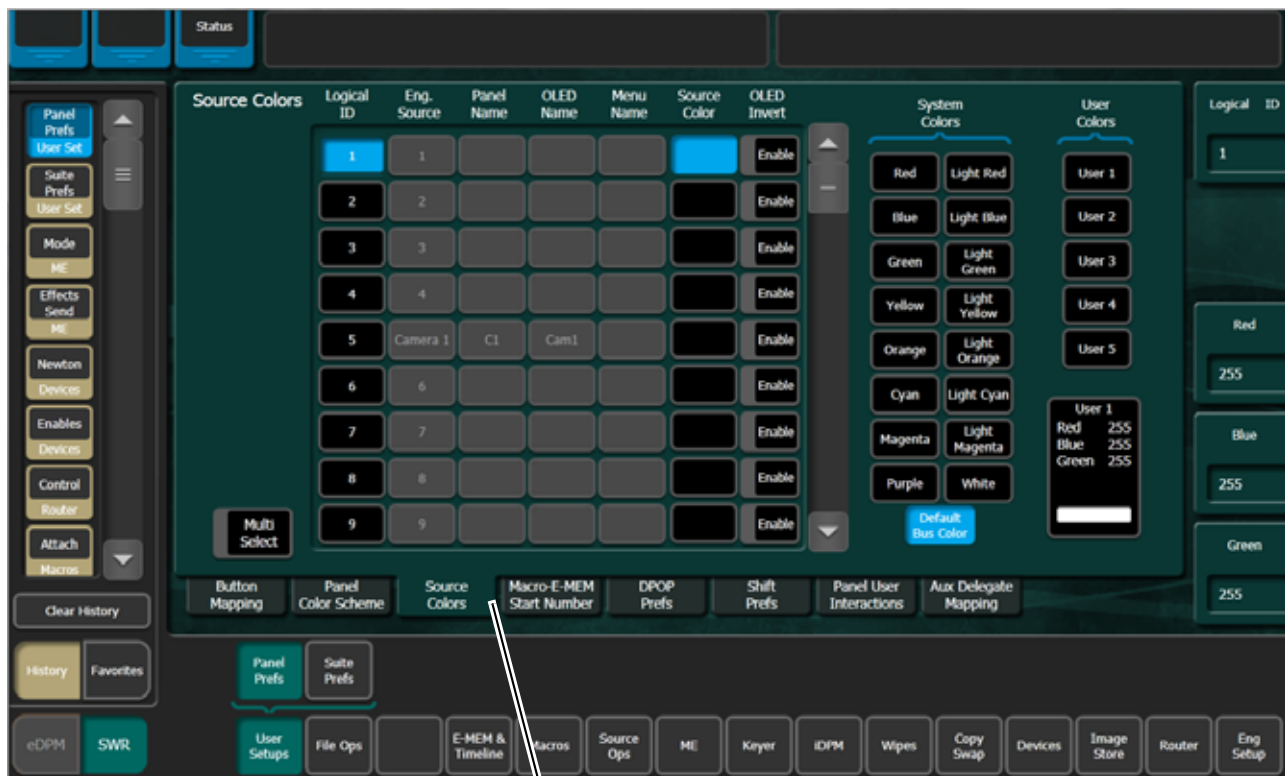 Status
Panel
Prefs
User Set
Suite
Prefs
User Set
Mode
ME
Effects
Send
ME
Newton
Devices
Enables
Devices
Control
Router
Attach
Macros
Clear History
History
Favorites
eDPM
SWR
Source Colors
Logical
ID
Eng.
Source
Panel
Name
OLED
Name
Menu
Name
Source
Color
OLED
Invert
1 1 Enable
2 2 Enable
3 3 Enable
4 4 Enable
5 Camera 1 C1 Cam1 Enable
6 6 Enable
7 7 Enable
8 8 Enable
9 9 Enable
Multi
Select
System
Colors
Red Light Red
Blue Light Blue
Green Light
Green
Yellow Light
Yellow
Orange Light
Orange
Cyan Light Cyan
Magenta Light
Magenta
Purple White
Default
Bus Color
User
Colors
User 1
User 2
User 3
User 4
User 5
User 1
Red 255
Blue 255
Green 255
Logical ID
1
Red
255
Blue
255
Green
255
Button
Mapping
Panel
Color Scheme
Source
Colors
Macro-E-MEM
Start Number
DPOP
Prefs
Shift
Prefs
Panel User
Interactions
Aux Delegate
Mapping
Panel
Prefs
Suite
Prefs
User
Setups
File Ops
E-MEM &
Timeline
Macros
Source
Ops
ME
Keyer
iDPM
Wipes
Copy
Swap
Devices
Image
Store
Router
Eng
Setup